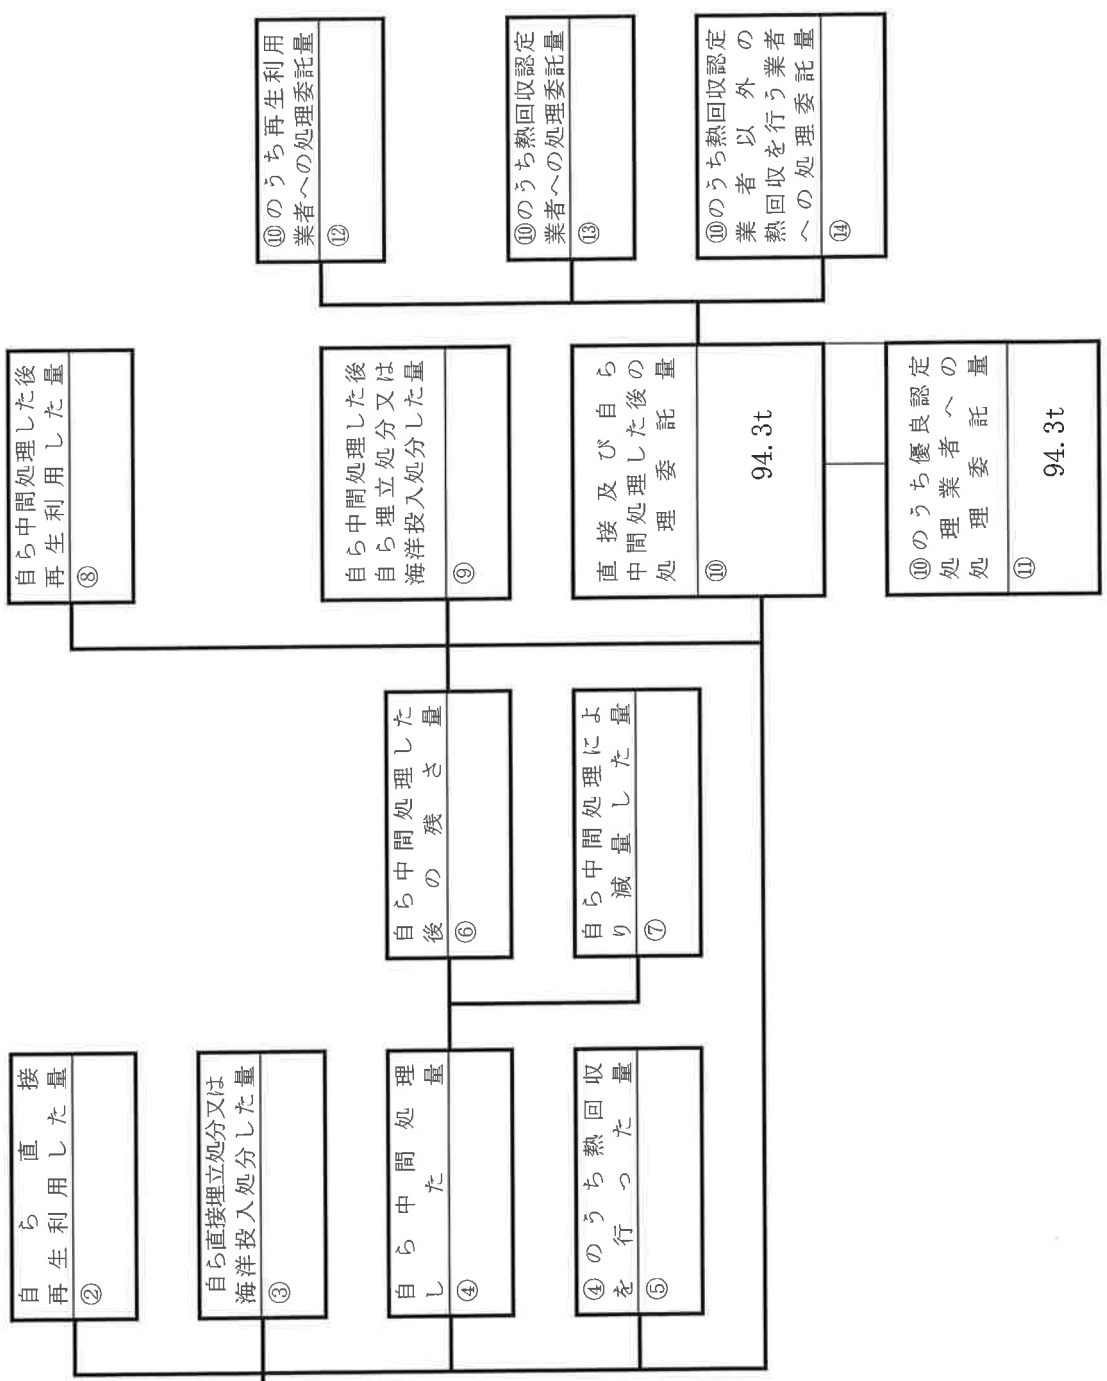 自ら直接
再生利用した量
②
自ら直接埋立処分又は
海洋投入処分した量
③
自ら中間処理
した量
④
④のうち熱回収
を行った量
⑤
自ら中間処理した
後の残さ量
⑥
自ら中間処理によ
り減量した量
⑦
自ら中間処理した後
再生利用した量
⑧
自ら中間処理した後
自ら埋立処分又は
海洋投入処分した量
⑨
直接及び自ら
中間処理した後の
処理委託量
⑩
94.3t
⑩のうち優良認定
処理業者への
処理委託量
⑪
94.3t
⑩のうち再生利用
業者への処理委託量
⑫
⑩のうち熱回収認定
業者への処理委託量
⑬
⑩のうち熱回収認定
業者以外の
熱回収を行う業者
への処理委託量
⑭